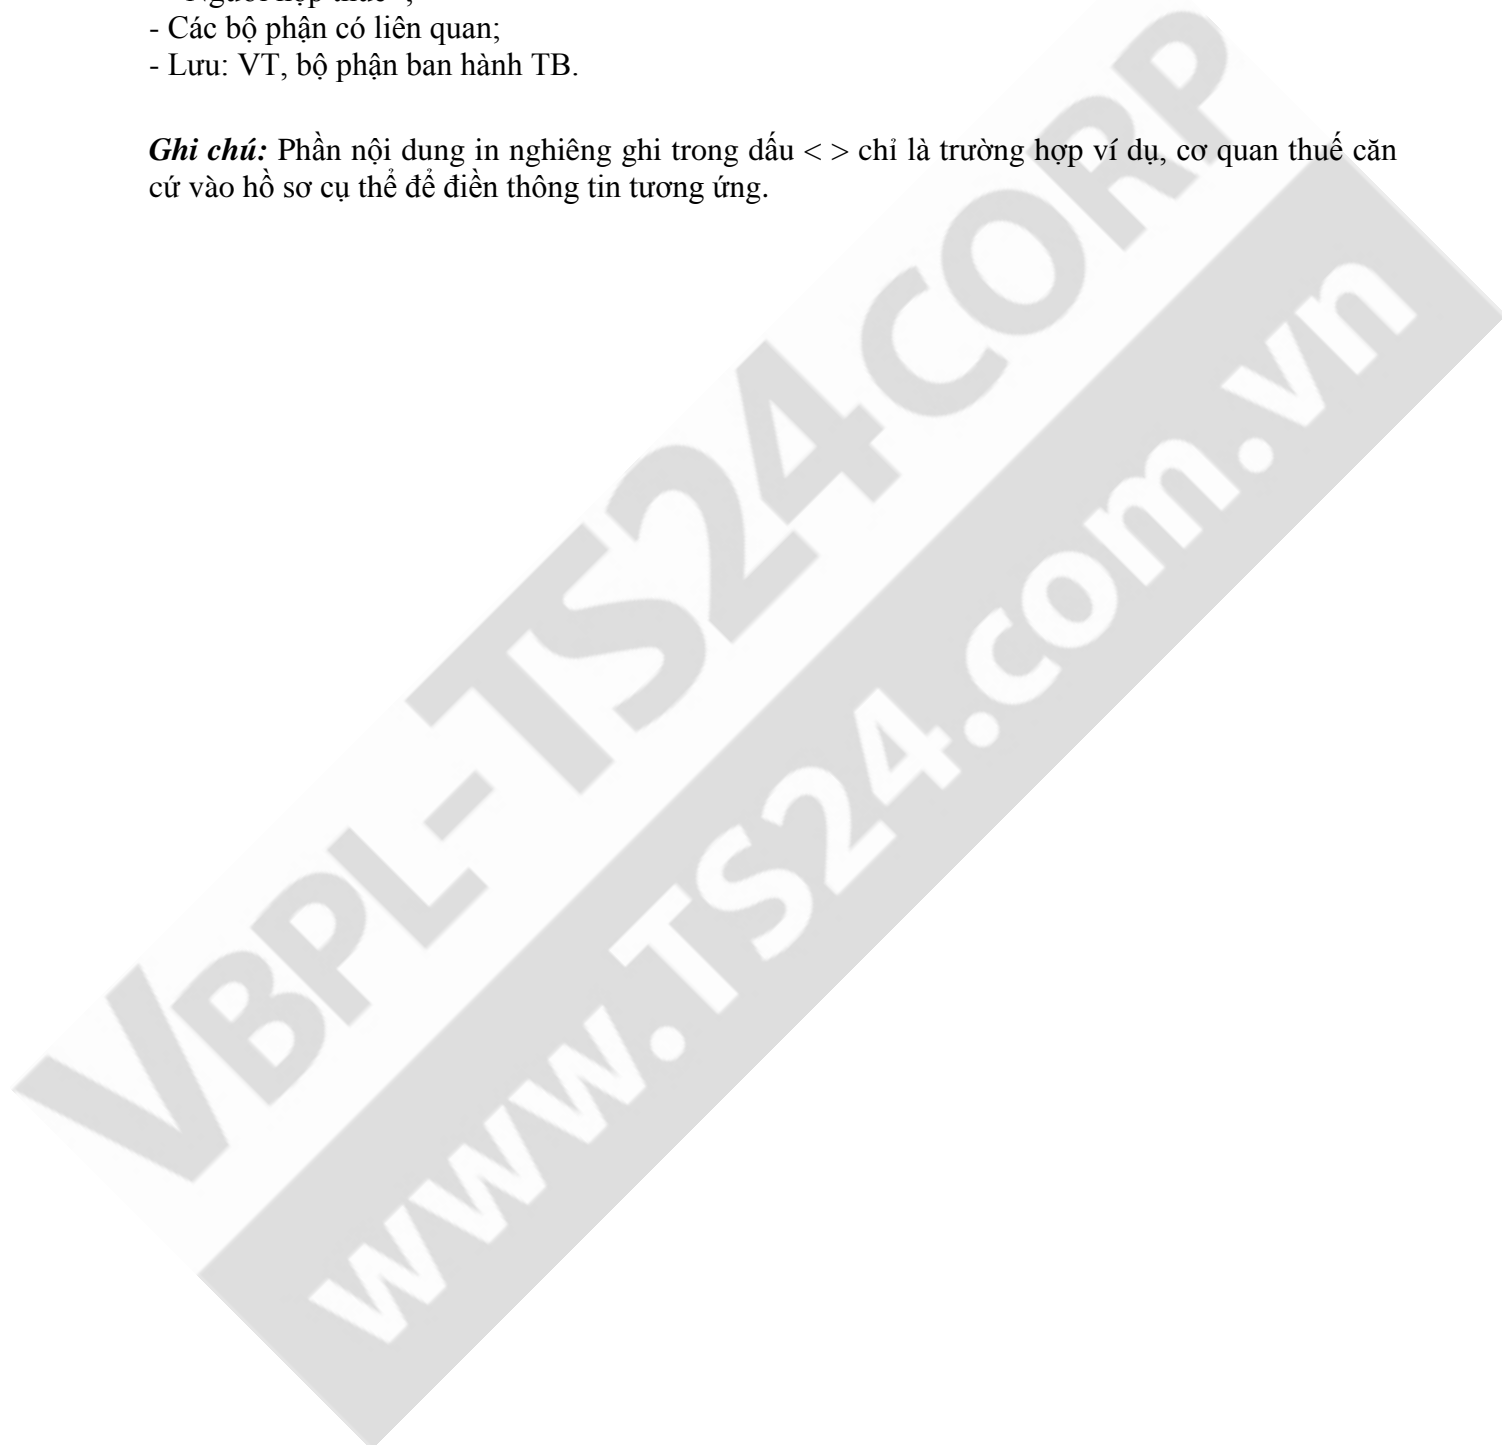 - Các bộ phận có liên quan;
- Lưu: VT, bộ phận ban hành TB.
Ghi chú: Phần nội dung in nghiêng ghi trong dấu < > chỉ là trường hợp ví dụ, cơ quan thuế căn
cứ vào hồ sơ cụ thể để điền thông tin tương ứng.
VBPL-TS24CORP
www.TS24.com.vn